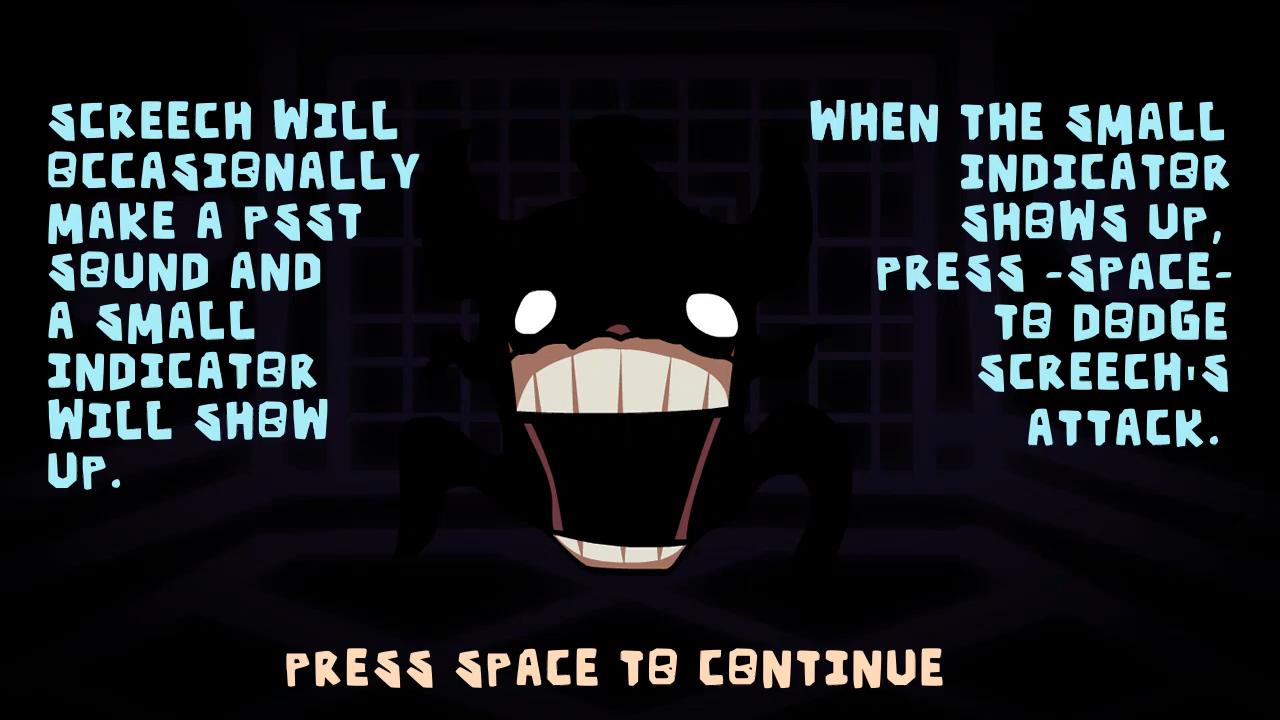 SCREECH WILL
OCCASIONALLY
MAKE A PSST
SOUND AND
A SMALL
INDICATOR
WILL SHOW
UP.
WHEN THE SMALL
INDICATOR
SHOWS UP,
PRESS -SPACE-
TO DODGE
SCREECH'S
ATTACK.
PRESS SPACE TO CONTINUE